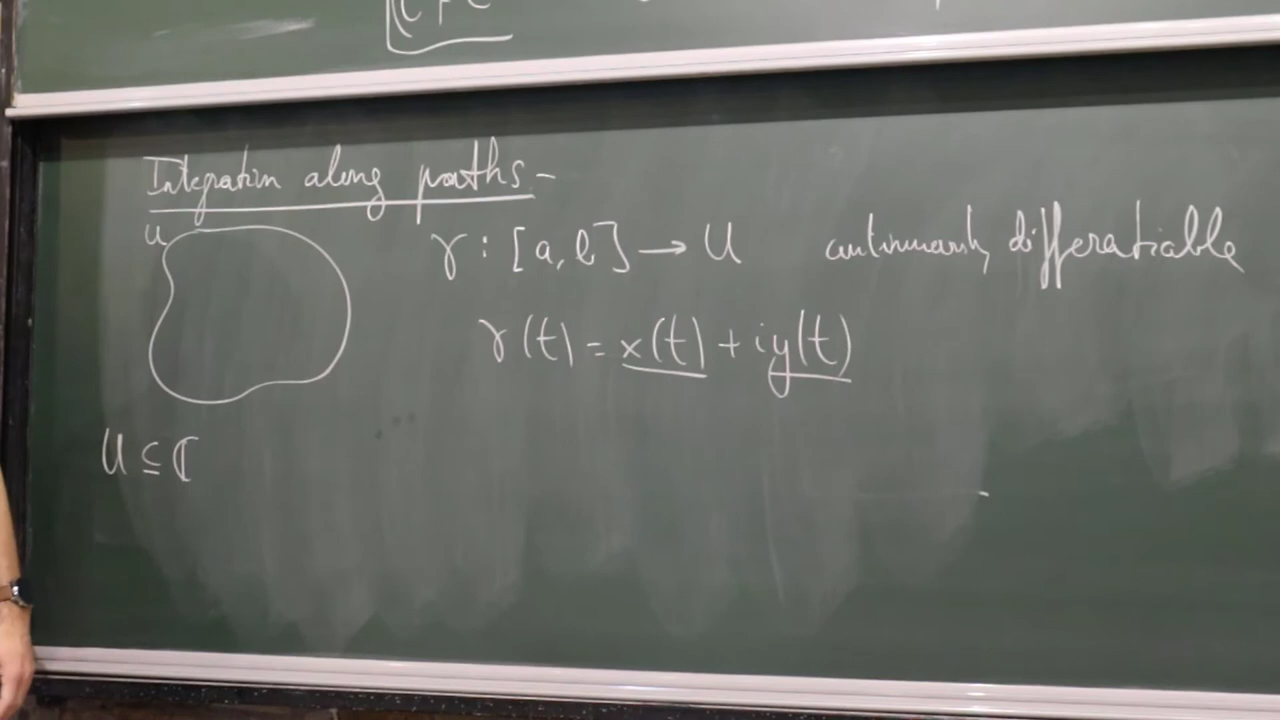 Integration along paths -
U
γ : [a, b] → U continuously differentiable
γ(t) = x(t) + iy(t)
U ⊆ ℂ